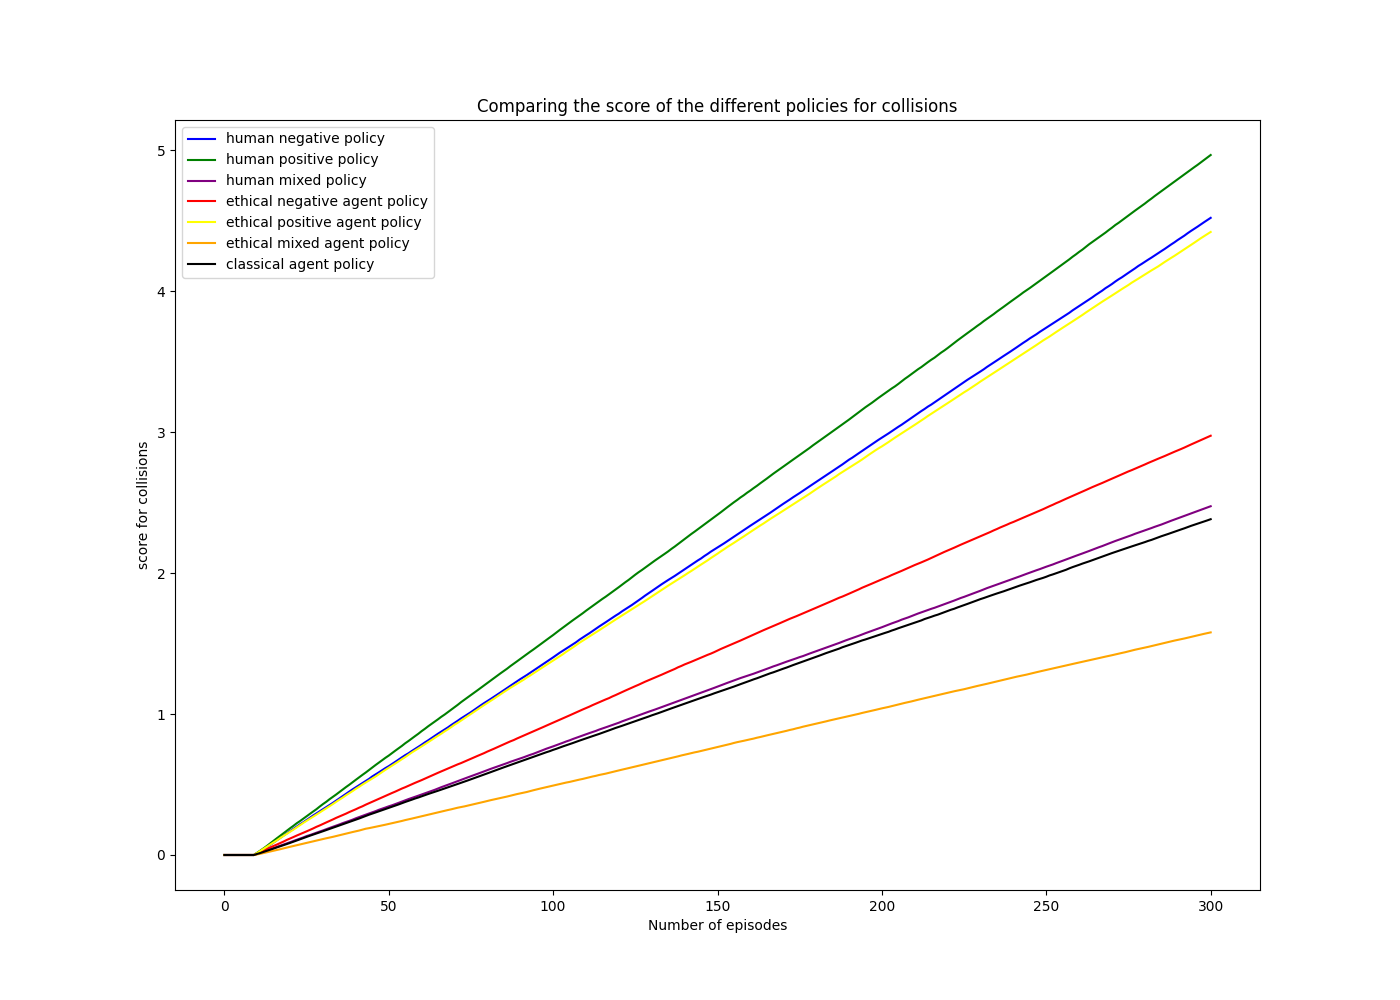 Comparing the score of the different policies for collisions
human negative policy
human positive policy
human mixed policy
ethical negative agent policy
ethical positive agent policy
ethical mixed agent policy
classical agent policy
5
4
3
2
1
0
score for collisions
0 50 100 150 200 250 300
Number of episodes